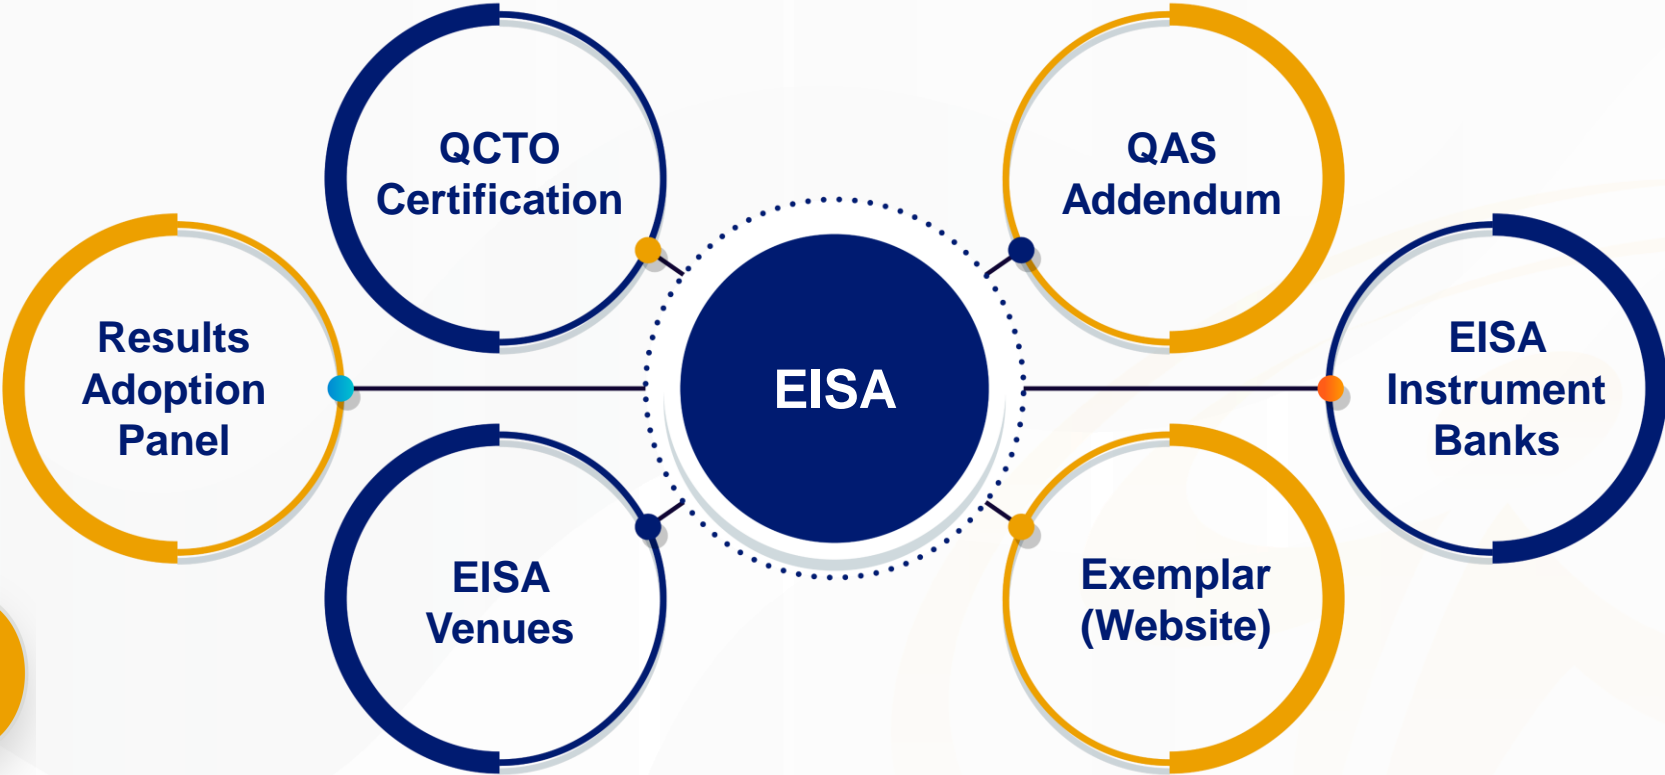 QCTO
Certification
QAS
Addendum
Results
Adoption
Panel
EISA
EISA
Instrument
Banks
EISA
Venues
Exemplar
(Website)